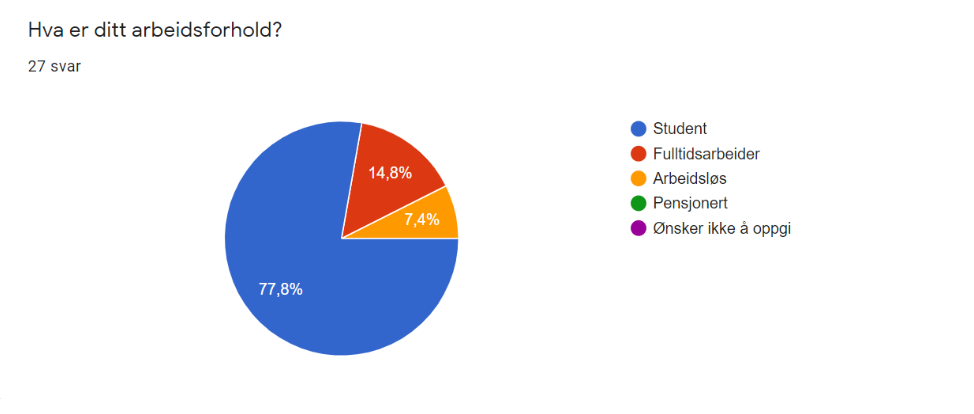 Hva er ditt arbeidsforhold?
27 svar
Student
Fulltidsarbeider
Arbeidsløs
Pensjonert
Ønsker ikke å oppgi
14,8%
7,4%
77,8%